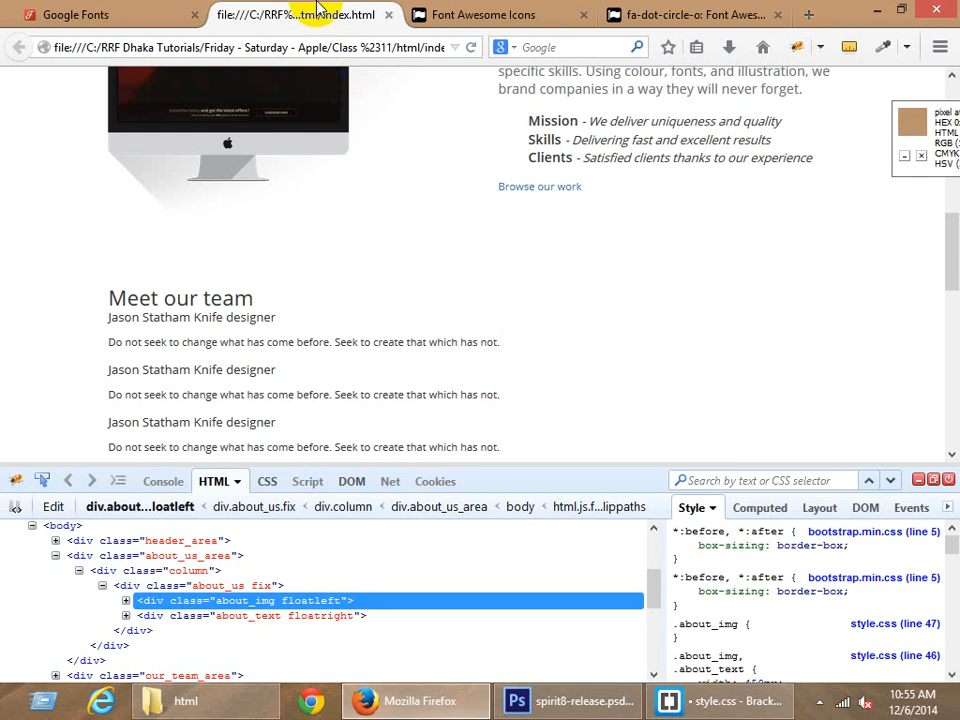 Google Fonts
file:///C:/RRF%...tml/index.html
Font Awesome Icons
fa-dot-circle-o: Font Awes...
file:///C:/RRF Dhaka Tutorials/Friday - Saturday - Apple/Class %2311/html/inde
Google
specific skills. Using colour, fonts, and illustration, we
brand companies in a way they will never forget.
Mission - We deliver uniqueness and quality
Skills - Delivering fast and excellent results
Clients - Satisfied clients thanks to our experience
Browse our work
pixel at
HEX 0
HTML
RGB (
CMYK
HSV (
Meet our team
Jason Statham Knife designer
Do not seek to change what has come before. Seek to create that which has not.
Jason Statham Knife designer
Do not seek to change what has come before. Seek to create that which has not.
Jason Statham Knife designer
Do not seek to change what has come before. Seek to create that which has not.
Console
HTML
CSS
Script
DOM
Net
Cookies
Search by text or CSS selector
Edit
div.about...loatleft < div.about_us.fix < div.column < div.about_us_area < body < html.js.f...lippaths
Style
Computed
Layout
DOM
Events
<body>
<div class="header_area">
<div class="about_us_area">
<div class="column">
<div class="about_us fix">
<div class="about_img floatleft">
<div class="about_text floatright">
</div>
</div>
</div>
<div class="our_team_area">
*:before, *:after { bootstrap.min.css (line 5)
box-sizing: border-box;
}
*:before, *:after { bootstrap.min.css (line 5)
box-sizing: border-box;
}
.about_img { style.css (line 47)
}
.about_img, style.css (line 46)
.about_text {
html
Mozilla Firefox
Ps
spirit8-release.psd...
• style.css - Brack...
10:55 AM
12/6/2014